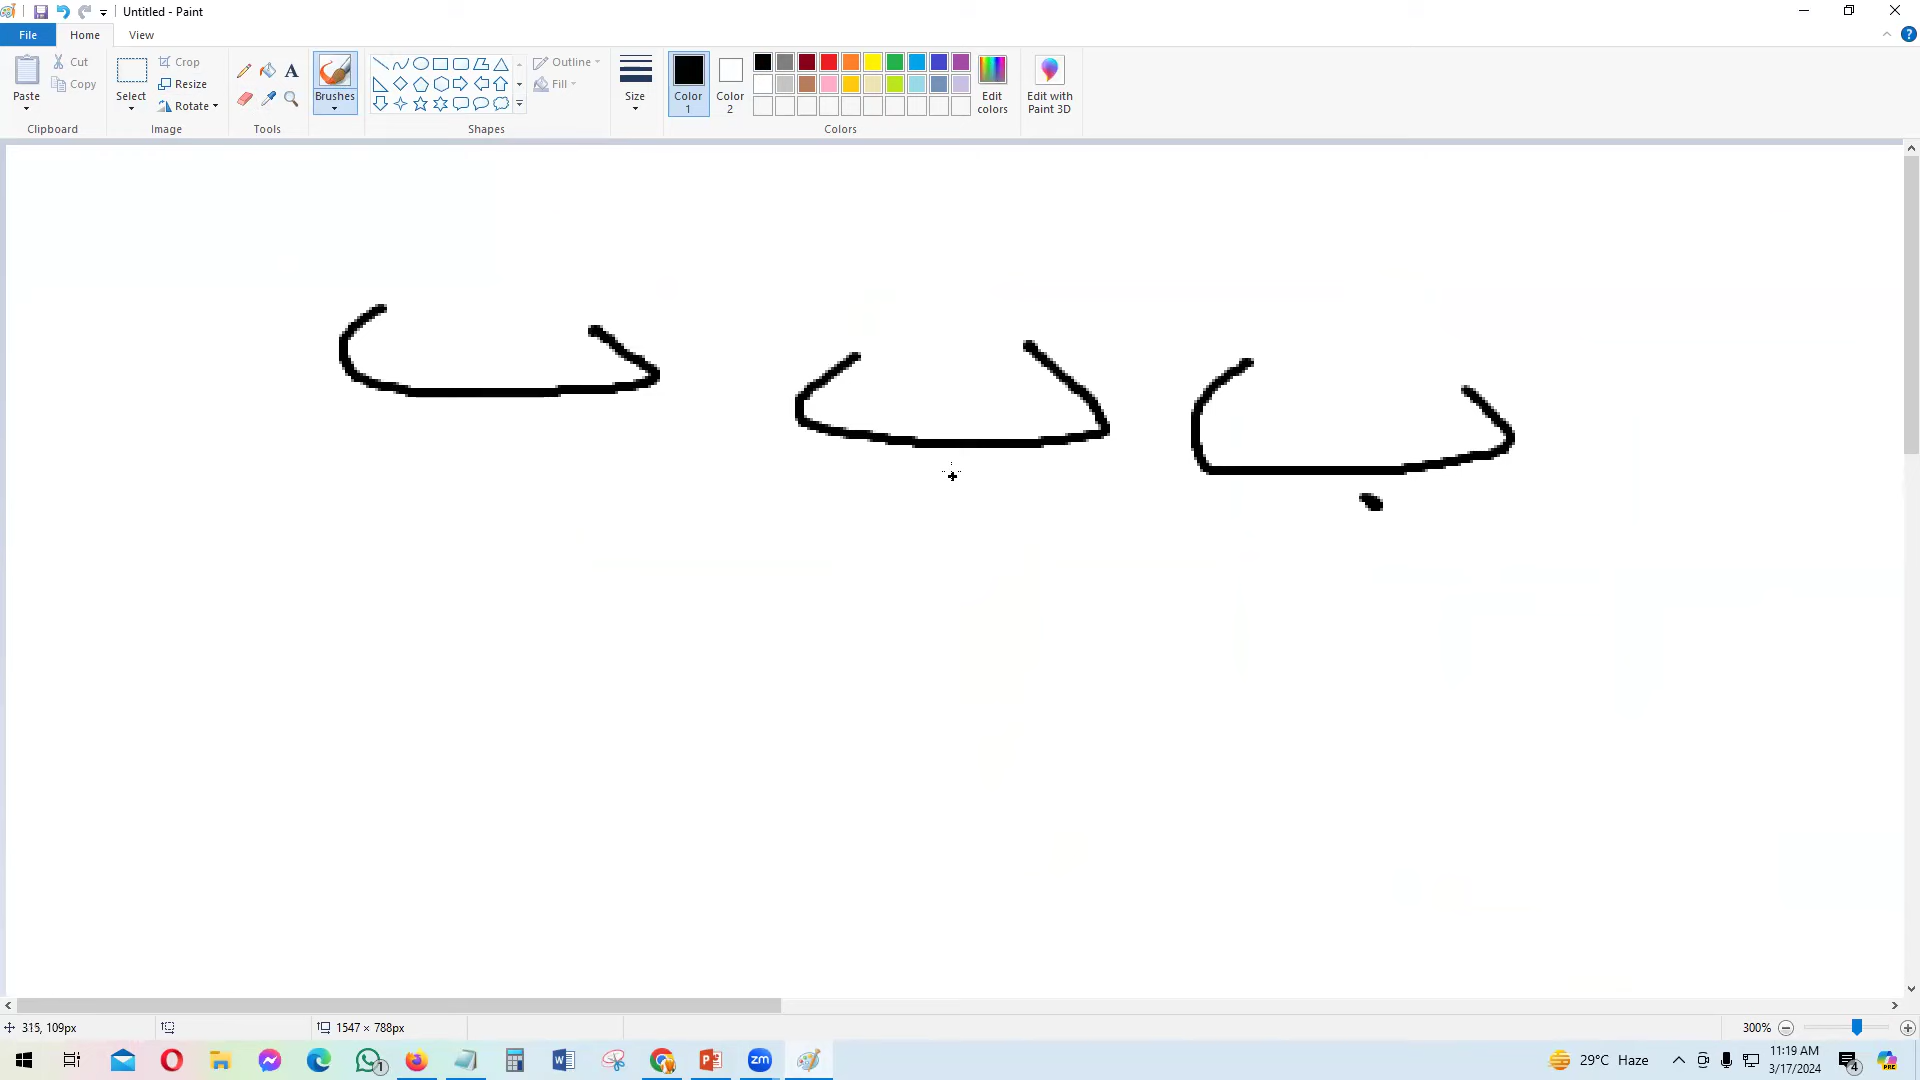 Untitled - Paint
File Home View
Paste Cut Copy Clipboard
Select Crop Resize Rotate Image
Tools
Brushes
Shapes Outline Fill
Size
Color 1 Color 2 Edit colors Colors
Edit with Paint 3D
315, 109px 1547 × 788px 300%
29°C Haze 11:19 AM
3/17/2024